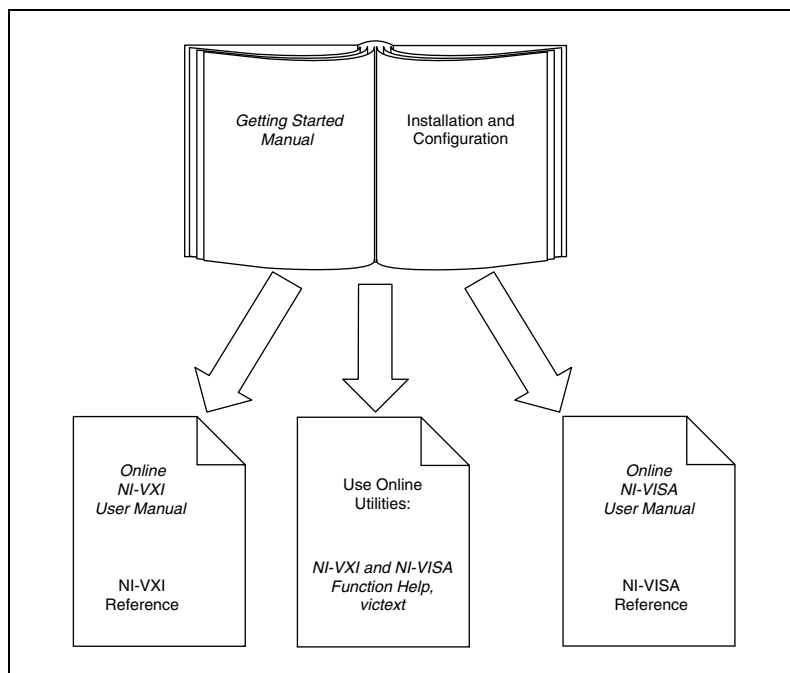 Getting Started
Manual
Installation and
Configuration
Online
NI-VXI
User Manual
NI-VXI
Reference
Use Online
Utilities:
NI-VXI and NI-VISA
Function Help,
victext
Online
NI-VISA
User Manual
NI-VISA
Reference